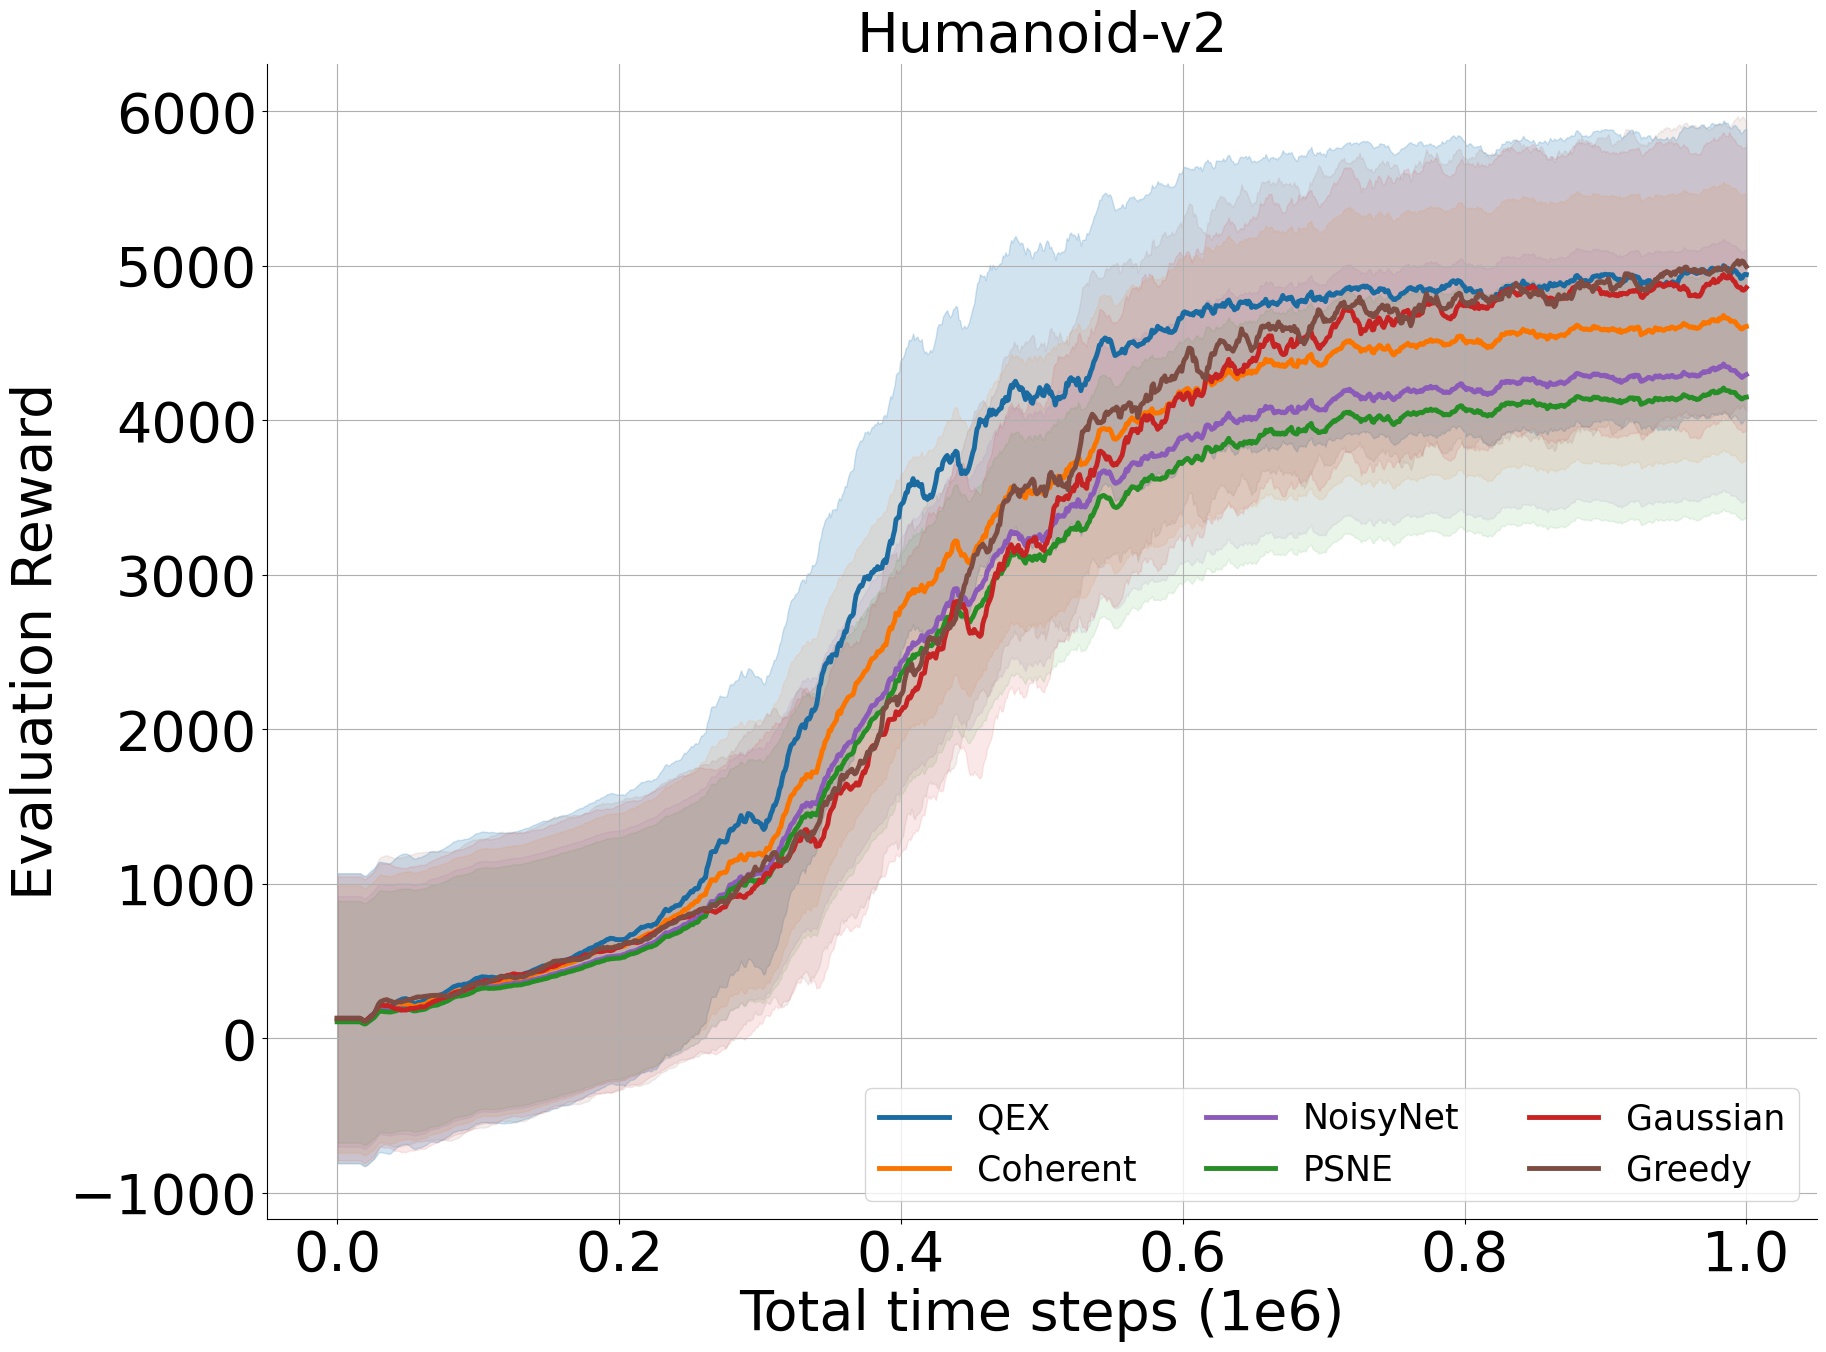 Humanoid-v2
6000
5000
4000
3000
2000
1000
0
−1000
Evaluation Reward
QEX
NoisyNet
Gaussian
Coherent
PSNE
Greedy
0.0 0.2 0.4 0.6 0.8 1.0
Total time steps (1e6)